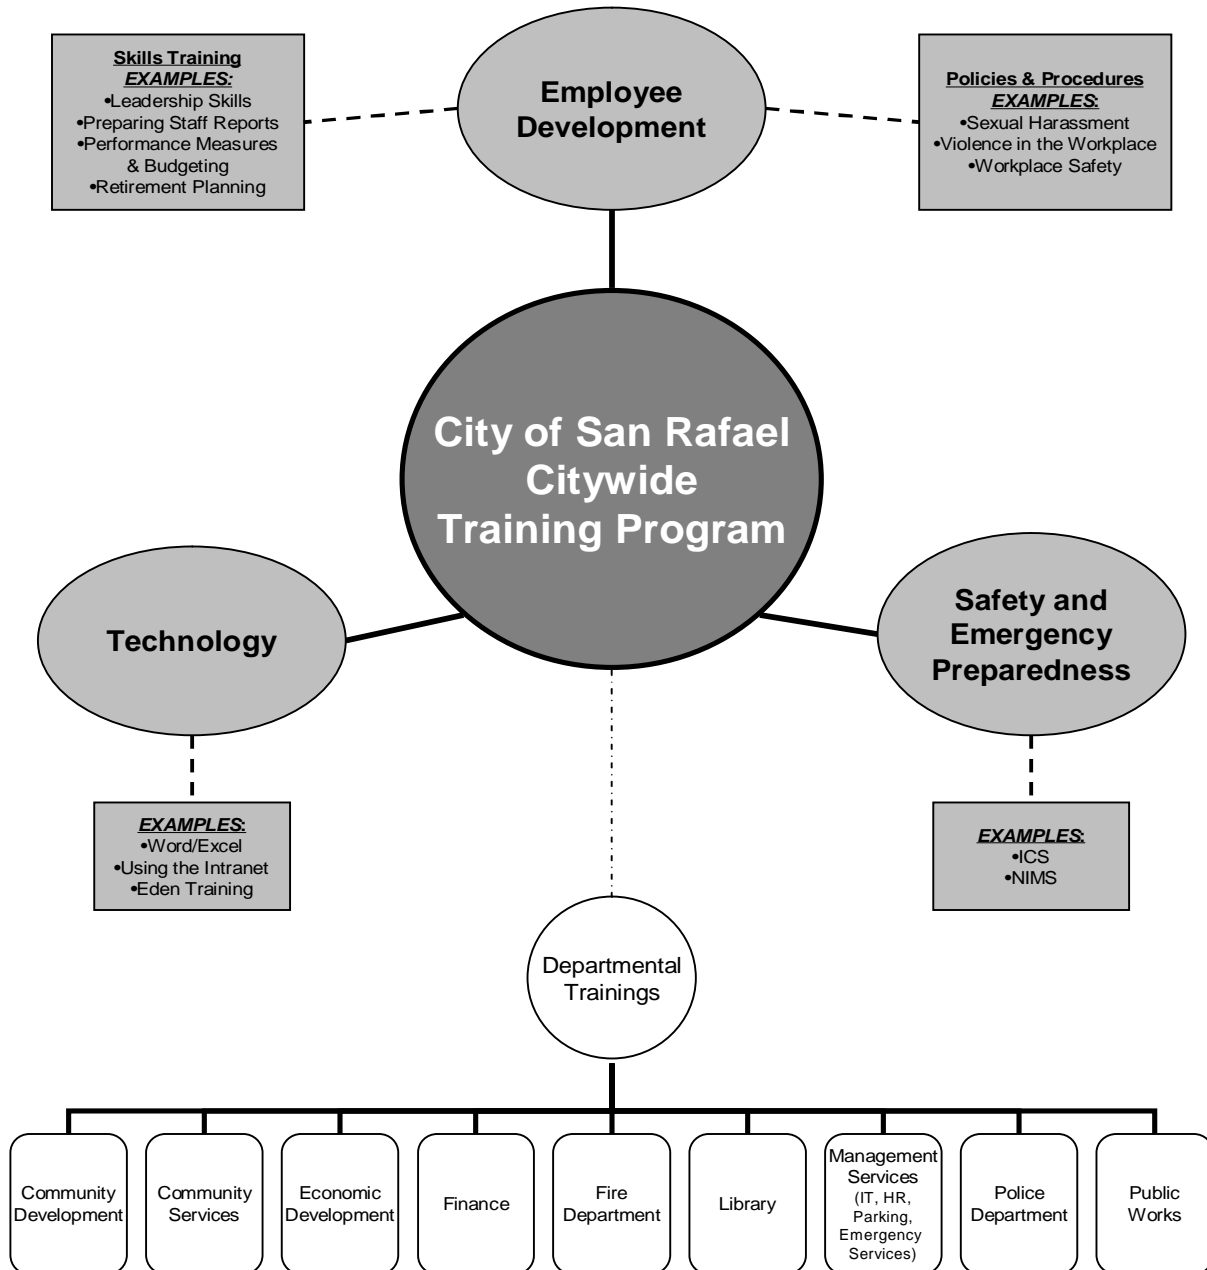 Skills Training
EXAMPLES:
•Leadership Skills
•Preparing Staff Reports
•Performance Measures
& Budgeting
•Retirement Planning
Employee
Development
Policies & Procedures
EXAMPLES:
•Sexual Harassment
•Violence in the Workplace
•Workplace Safety
City of San Rafael
Citywide
Training Program
Technology
Safety and
Emergency
Preparedness
EXAMPLES:
•Word/Excel
•Using the Intranet
•Eden Training
EXAMPLES:
•ICS
•NIMS
Departmental
Trainings
Community
Development
Community
Services
Economic
Development
Finance
Fire
Department
Library
Management
Services
(IT, HR,
Parking,
Emergency
Services)
Police
Department
Public
Works